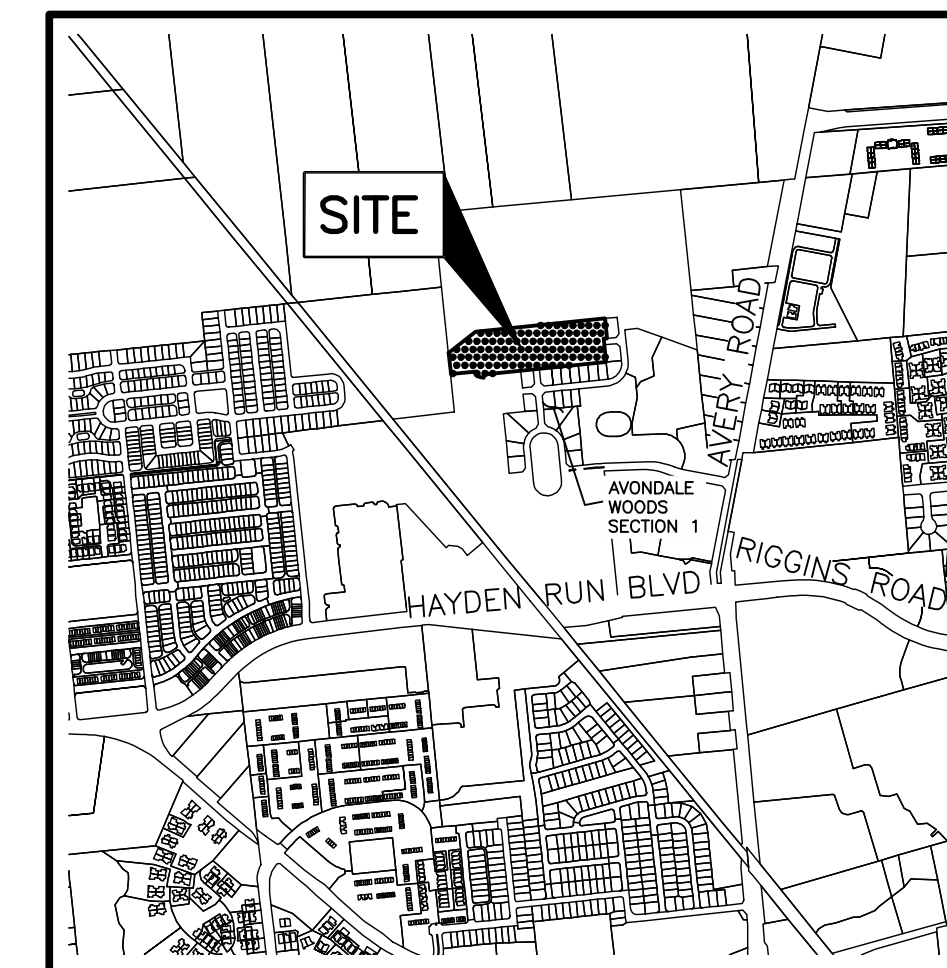 SITE
AVERY ROAD
AVONDALE
WOODS
SECTION 1
RIGGINS ROAD
HAYDEN RUN BLVD